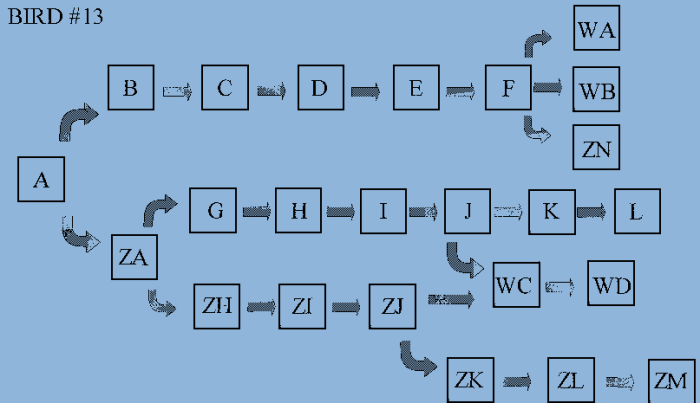 BIRD #13
WA
B C D E F WB
ZN
A
G H I J K L
ZA
ZH ZI ZJ WC WD
ZK ZL ZM